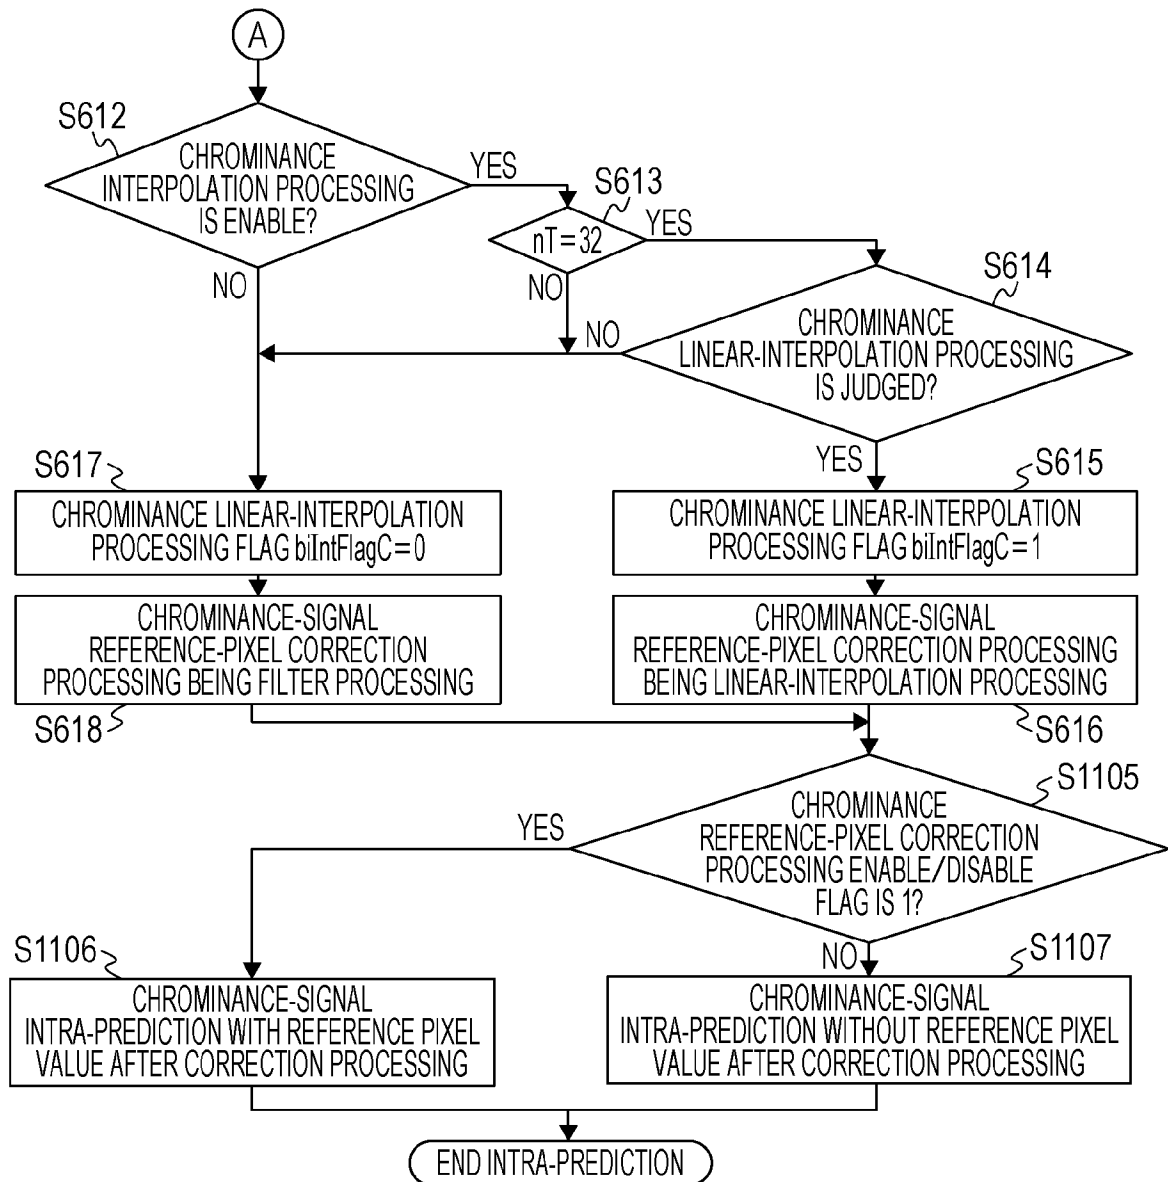 A
S612
CHROMINANCE
INTERPOLATION PROCESSING
IS ENABLE?
YES
NO
S613
nT=32
YES
NO
S614
CHROMINANCE
LINEAR-INTERPOLATION PROCESSING
IS JUDGED?
NO
YES
S617
CHROMINANCE LINEAR-INTERPOLATION
PROCESSING FLAG biIntFlagC=0
S615
CHROMINANCE LINEAR-INTERPOLATION
PROCESSING FLAG biIntFlagC=1
CHROMINANCE-SIGNAL
REFERENCE-PIXEL CORRECTION
PROCESSING BEING FILTER PROCESSING
S618
CHROMINANCE-SIGNAL
REFERENCE-PIXEL CORRECTION PROCESSING
BEING LINEAR-INTERPOLATION PROCESSING
S616
S1105
CHROMINANCE
REFERENCE-PIXEL CORRECTION
PROCESSING ENABLE/DISABLE
FLAG IS 1?
YES
NO
S1106
CHROMINANCE-SIGNAL
INTRA-PREDICTION WITH REFERENCE PIXEL
VALUE AFTER CORRECTION PROCESSING
S1107
CHROMINANCE-SIGNAL
INTRA-PREDICTION WITHOUT REFERENCE PIXEL
VALUE AFTER CORRECTION PROCESSING
END INTRA-PREDICTION